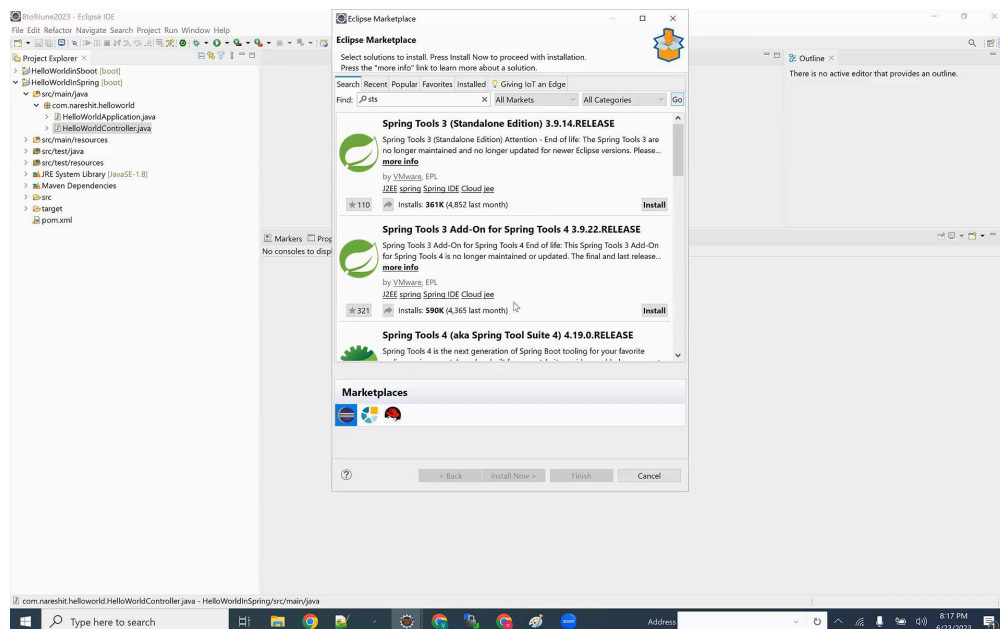 8to9June2023 - Eclipse IDE
File Edit Refactor Navigate Search Project Run Window Help
Project Explorer ×
HelloWorldInSboot [boot]
HelloWorldInSpring [boot]
src/main/java
com.nareshit.helloworld
HelloWorldApplication.java
HelloWorldController.java
src/main/resources
src/test/java
src/test/resources
JRE System Library [JavaSE-1.8]
Maven Dependencies
src
target
pom.xml
Markers
No consoles to displ
Eclipse Marketplace
Eclipse Marketplace
Select solutions to install. Press Install Now to proceed with installation.
Press the "more info" link to learn more about a solution.
Search Recent Popular Favorites Installed Giving IoT an Edge
Find: sts × All Markets All Categories Go
Spring Tools 3 (Standalone Edition) 3.9.14.RELEASE
Spring Tools 3 (Standalone Edition) Attention - End of life: The Spring Tools 3 are
no longer maintained and no longer updated for newer Eclipse versions. Please...
more info
by VMware, EPL
J2EE spring Spring IDE Cloud jee
110 Installs: 361K (4,852 last month) Install
Spring Tools 3 Add-On for Spring Tools 4 3.9.22.RELEASE
Spring Tools 3 Add-On for Spring Tools 4 End of life: This Spring Tools 3 Add-On
for Spring Tools 4 is no longer maintained or updated. The final and last release...
more info
by VMware, EPL
J2EE spring Spring IDE Cloud jee
321 Installs: 590K (4,365 last month) Install
Spring Tools 4 (aka Spring Tool Suite 4) 4.19.0.RELEASE
Spring Tools 4 is the next generation of Spring Boot tooling for your favorite
Marketplaces
? < Back Install Now > Finish Cancel
Outline ×
There is no active editor that provides an outline.
com.nareshit.helloworld.HelloWorldController.java - HelloWorldInSpring/src/main/java
Type here to search
zoom
Address
8:17 PM
6/23/2023